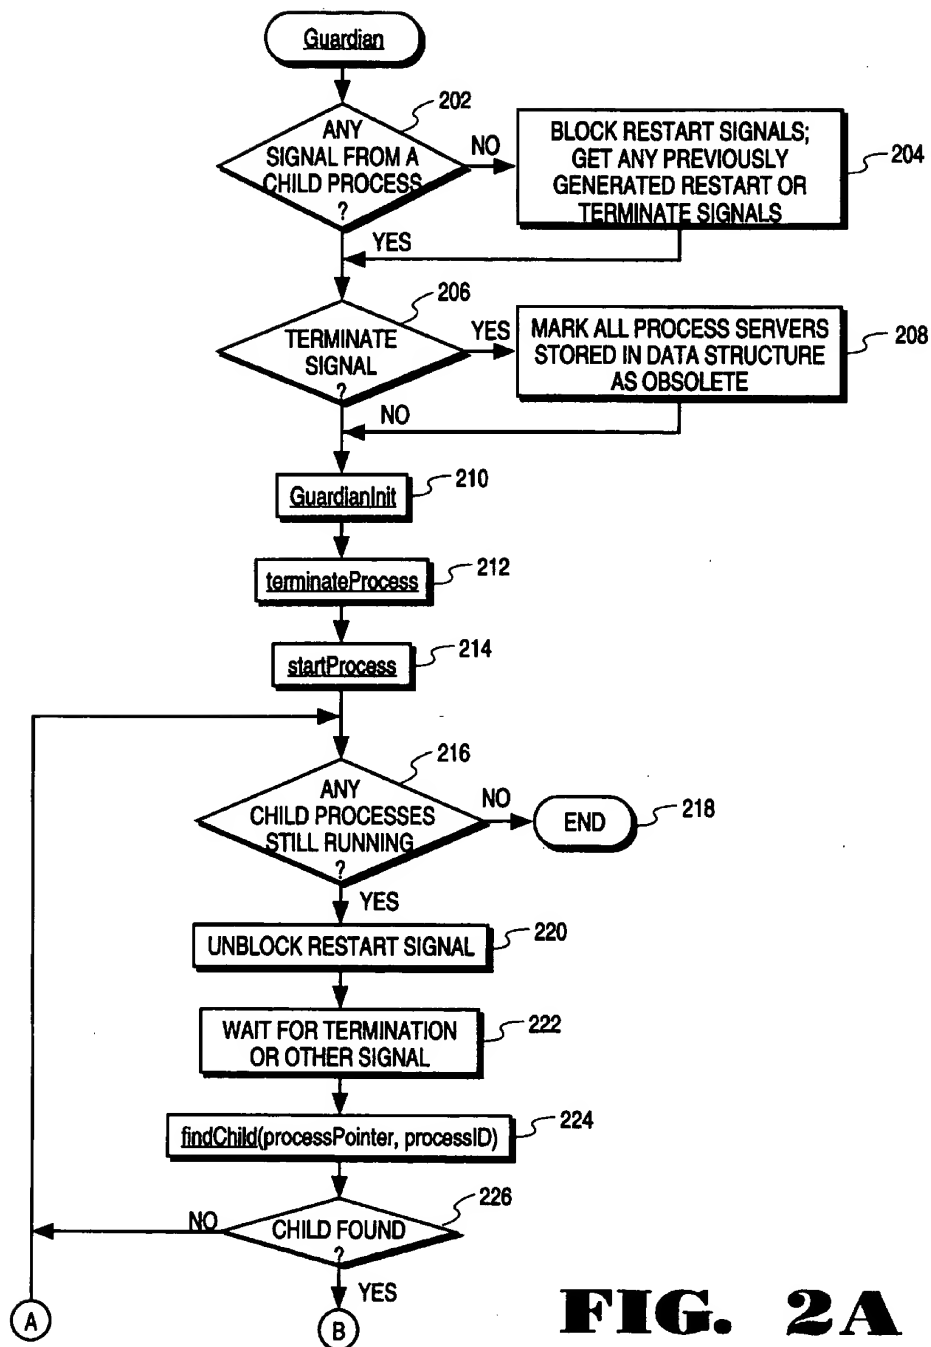 Guardian
202
ANY
SIGNAL FROM A
CHILD PROCESS
?
NO
BLOCK RESTART SIGNALS;
GET ANY PREVIOUSLY
GENERATED RESTART OR
TERMINATE SIGNALS
204
YES
206
TERMINATE
SIGNAL
?
YES
MARK ALL PROCESS SERVERS
STORED IN DATA STRUCTURE
AS OBSOLETE
208
NO
GuardianInit
210
terminateProcess
212
startProcess
214
216
ANY
CHILD PROCESSES
STILL RUNNING
?
NO
END
218
YES
UNBLOCK RESTART SIGNAL
220
WAIT FOR TERMINATION
OR OTHER SIGNAL
222
findChild(processPointer, processID)
224
226
NO
CHILD FOUND
?
YES
A
B
FIG. 2A